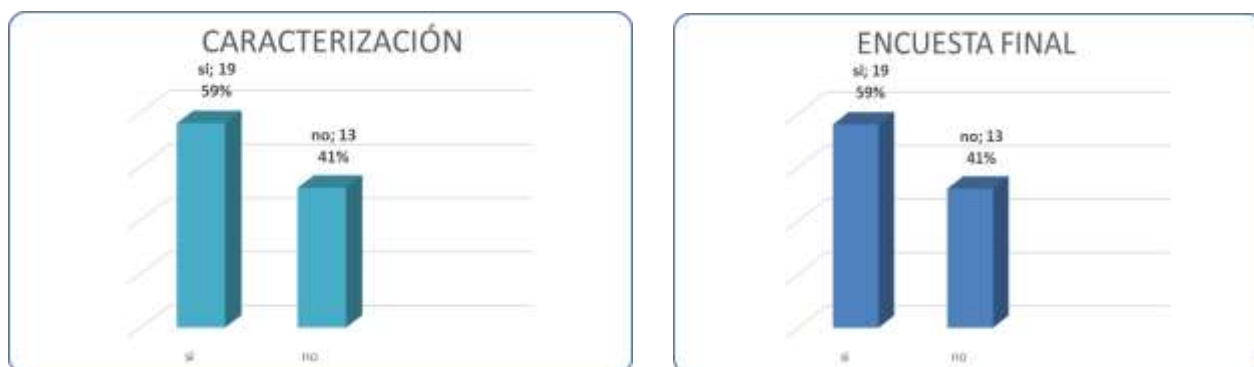 CARACTERIZACIÓN
si; 19
59%
no; 13
41%
si
no
ENCUESTA FINAL
si; 19
59%
no; 13
41%
si
no